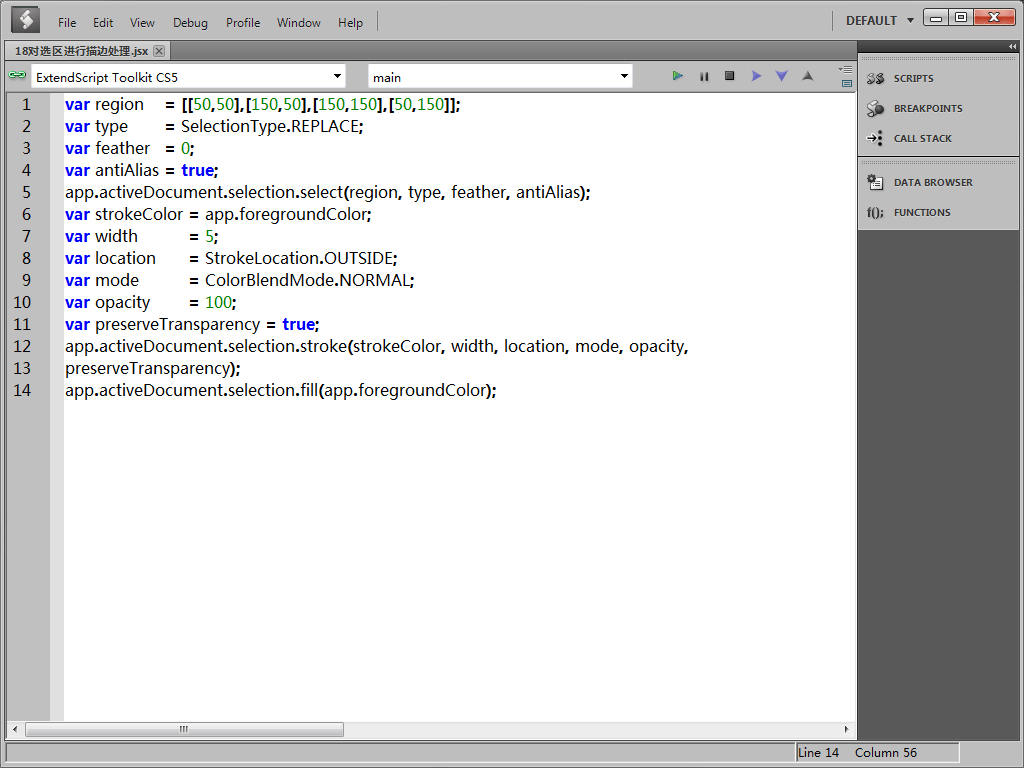 File Edit View Debug Profile Window Help DEFAULT
18对选区进行描边处理.jsx
ExtendScript Toolkit CS5 main
1 var region = [[50,50],[150,50],[150,150],[50,150]];
2 var type = SelectionType.REPLACE;
3 var feather = 0;
4 var antiAlias = true;
5 app.activeDocument.selection.select(region, type, feather, antiAlias);
6 var strokeColor = app.foregroundColor;
7 var width = 5;
8 var location = StrokeLocation.OUTSIDE;
9 var mode = ColorBlendMode.NORMAL;
10 var opacity = 100;
11 var preserveTransparency = true;
12 app.activeDocument.selection.stroke(strokeColor, width, location, mode, opacity,
13 preserveTransparency);
14 app.activeDocument.selection.fill(app.foregroundColor);
SCRIPTS
BREAKPOINTS
CALL STACK
DATA BROWSER
f(); FUNCTIONS
Line 14 Column 56